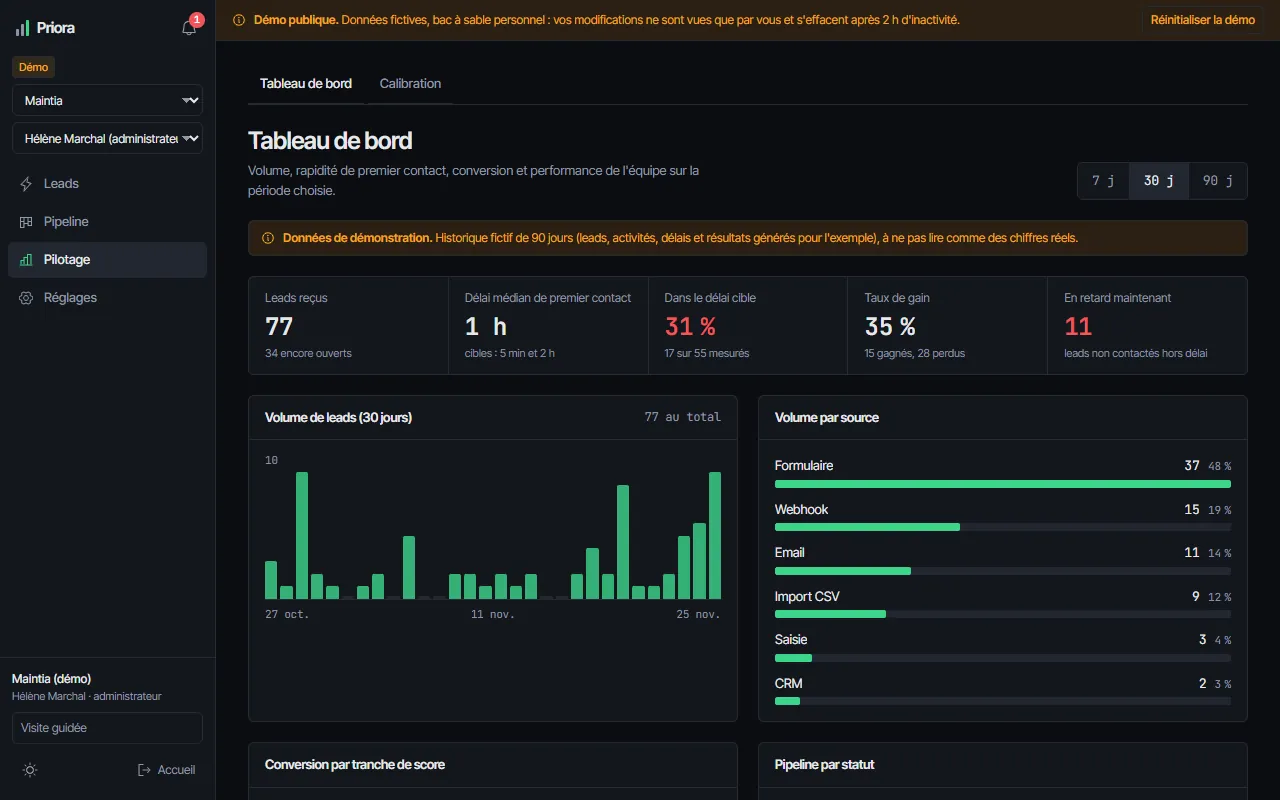 Priora
1
Démo
Maintia
Hélène Marchal (administrateu
Leads
Pipeline
Pilotage
Réglages
Maintia (démo)
Hélène Marchal · administrateur
Visite guidée
Accueil
Démo publique. Données fictives, bac à sable personnel : vos modifications ne sont vues que par vous et s'effacent après 2 h d'inactivité.
Réinitialiser la démo
Tableau de bord
Calibration
Tableau de bord
Volume, rapidité de premier contact, conversion et performance de l'équipe sur la
période choisie.
7 j
30 j
90 j
Données de démonstration. Historique fictif de 90 jours (leads, activités, délais et résultats générés pour l'exemple), à ne pas lire comme des chiffres réels.
Leads reçus
77
34 encore ouverts
Délai médian de premier contact
1 h
cibles : 5 min et 2 h
Dans le délai cible
31 %
17 sur 55 mesurés
Taux de gain
35 %
15 gagnés, 28 perdus
En retard maintenant
11
leads non contactés hors délai
Volume de leads (30 jours)
77 au total
10
27 oct.
11 nov.
25 nov.
Volume par source
Formulaire
37 48 %
Webhook
15 19 %
Email
11 14 %
Import CSV
9 12 %
Saisie
3 4 %
CRM
2 3 %
Conversion par tranche de score
Pipeline par statut